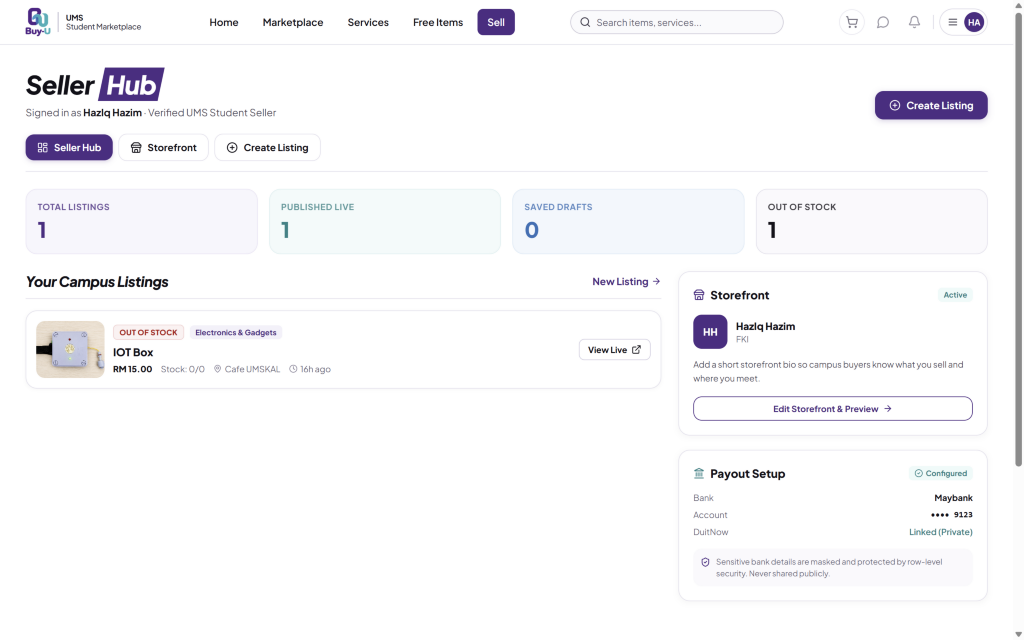 Buy-U
UMS
Student Marketplace
Home
Marketplace
Services
Free Items
Sell
Search items, services...
HA
Seller Hub
Signed in as HazIq Hazim · Verified UMS Student Seller
Create Listing
Seller Hub
Storefront
Create Listing
TOTAL LISTINGS
1
PUBLISHED LIVE
1
SAVED DRAFTS
0
OUT OF STOCK
1
Your Campus Listings
New Listing →
OUT OF STOCK
Electronics & Gadgets
IOT Box
RM 15.00
Stock: 0/0
Cafe UMSKAL
16h ago
View Live
Storefront
Active
HH
HazIq Hazim
FKI
Add a short storefront bio so campus buyers know what you sell and
where you meet.
Edit Storefront & Preview →
Payout Setup
Configured
Bank
Maybank
Account
•••• 9123
DuitNow
Linked (Private)
Sensitive bank details are masked and protected by row-level
security. Never shared publicly.